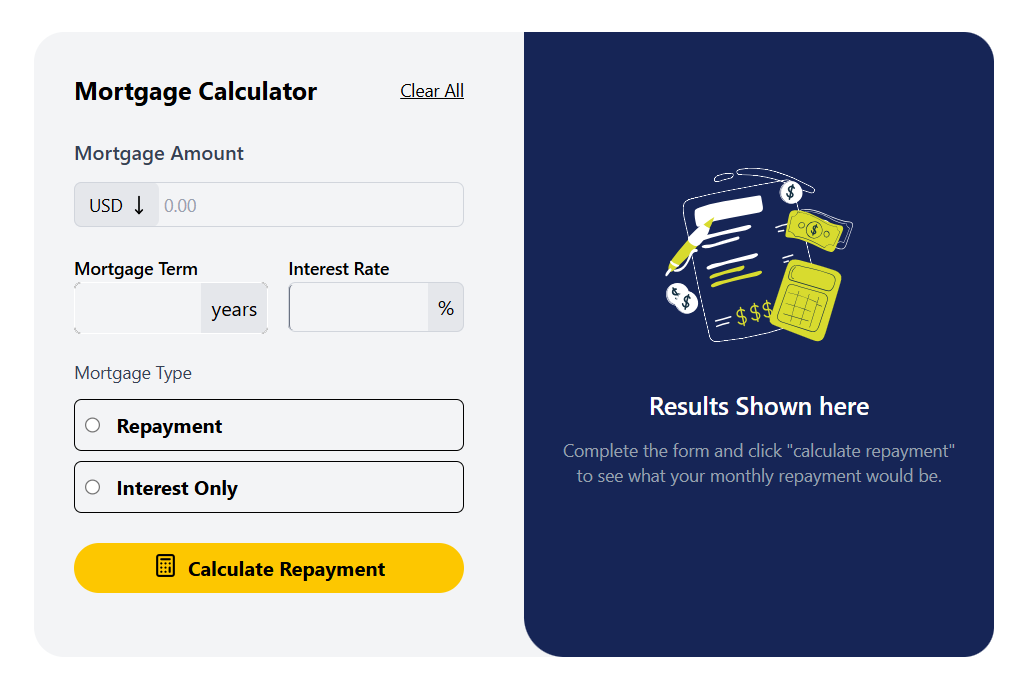 Mortgage Calculator
Clear All
Mortgage Amount
USD ↓ 0.00
Mortgage Term
Interest Rate
years
%
Mortgage Type
Repayment
Interest Only
Calculate Repayment
$
$
$
$
$$$
Results Shown here
Complete the form and click "calculate repayment"
to see what your monthly repayment would be.